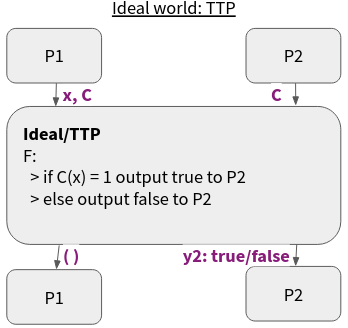 Ideal world: TTP
P1
P2
x, C
C
Ideal/TTP
F:
> if C(x) = 1 output true to P2
> else output false to P2
( )
y2: true/false
P1
P2